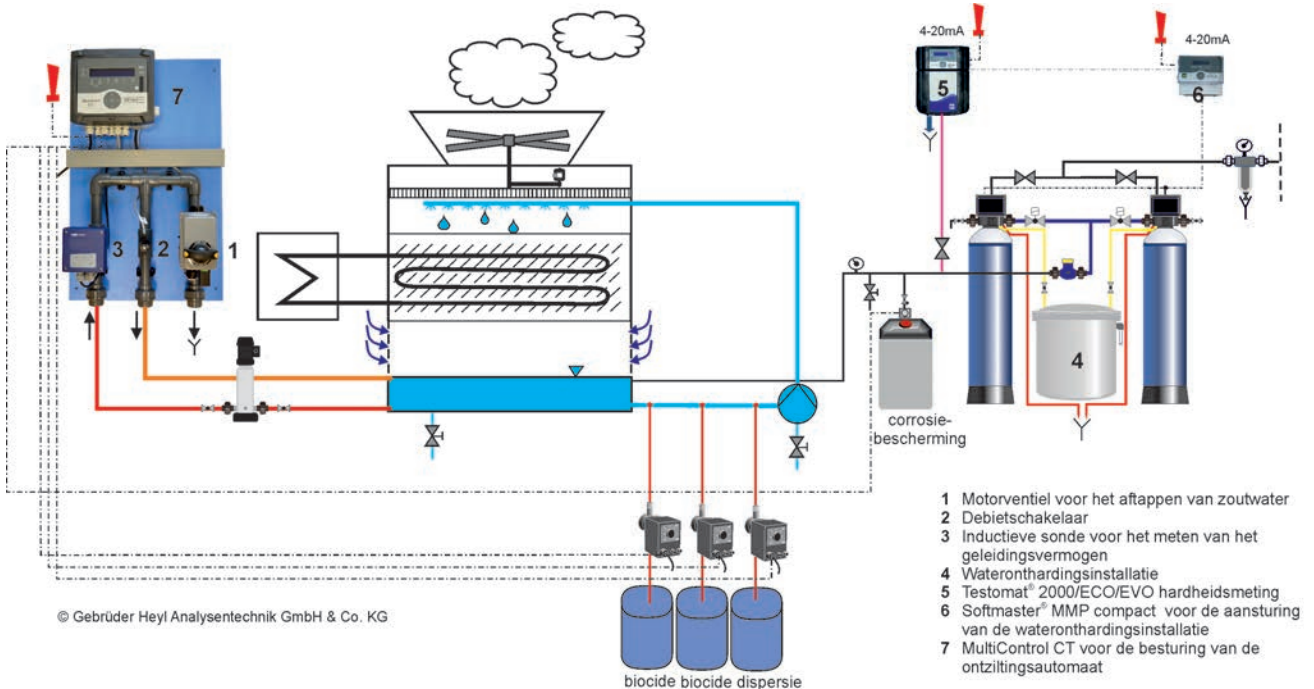 4-20mA
4-20mA
7
5
6
3
2
1
4
corrosie-
bescherming
1 Motorventiel voor het aftappen van zoutwater
2 Debietschakelaar
3 Inductieve sonde voor het meten van het
geleidingsvermogen
4 Wateronthardingsinstallatie
5 Testomat® 2000/ECO/EVO hardheidsmeting
6 Softmaster® MMP compact voor de aansturing
van de wateronthardingsinstallatie
7 MultiControl CT voor de besturing van de
ontziltingsautomaat
© Gebrüder Heyl Analysentechnik GmbH & Co. KG
biocide biocide dispersie